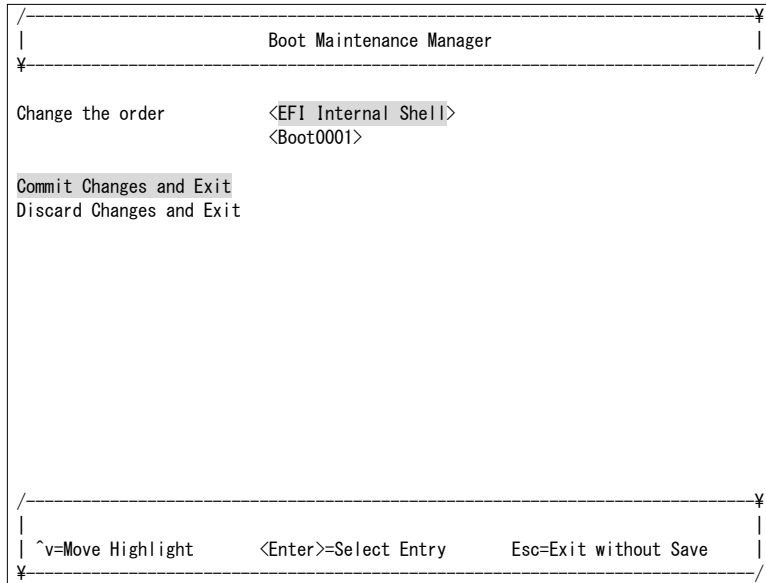 /------------------------------------------------------------------------------¥
|                          Boot Maintenance Manager                            |
¥------------------------------------------------------------------------------/
Change the order           <EFI Internal Shell>
                           <Boot0001>
Commit Changes and Exit
Discard Changes and Exit
/------------------------------------------------------------------------------¥
|                                                                              |
| ^v=Move Highlight       <Enter>=Select Entry      Esc=Exit without Save      |
¥------------------------------------------------------------------------------/